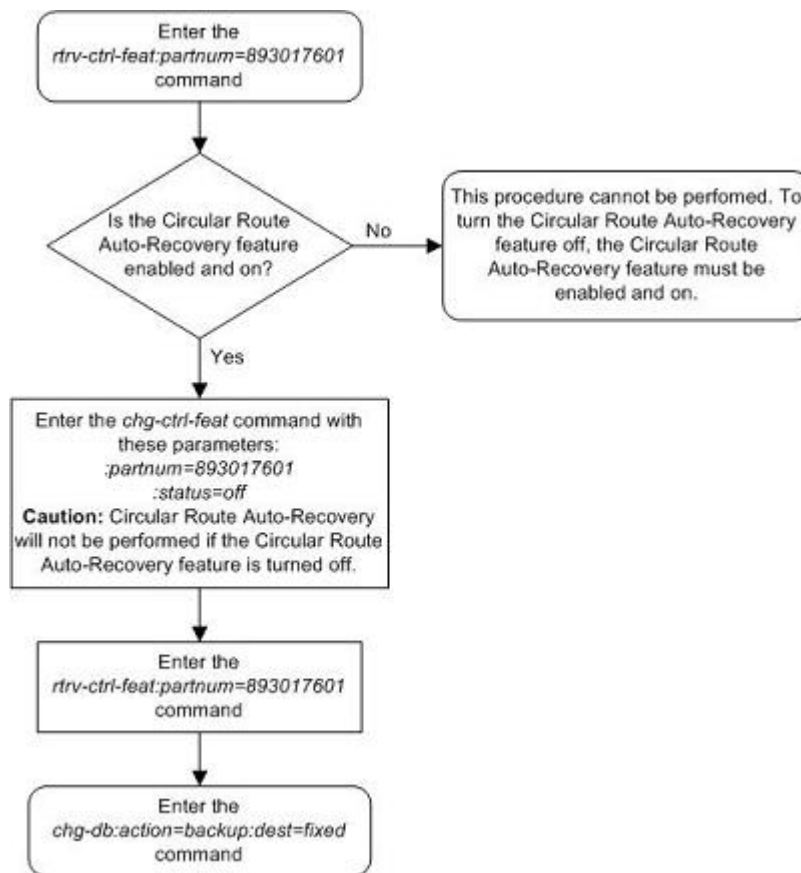 Enter the
rtrv-ctrl-feat:partnum=893017601
command
Is the Circular Route
Auto-Recovery feature
enabled and on?
No
This procedure cannot be perfomed. To
turn the Circular Route Auto-Recovery
feature off, the Circular Route
Auto-Recovery feature must be
enabled and on.
Yes
Enter the chg-ctrl-feat command with
these parameters:
:partnum=893017601
:status=off
Caution: Circular Route Auto-Recovery
will not be performed if the Circular Route
Auto-Recovery feature is turned off.
Enter the
rtrv-ctrl-feat:partnum=893017601
command
Enter the
chg-db:action=backup:dest=fixed
command